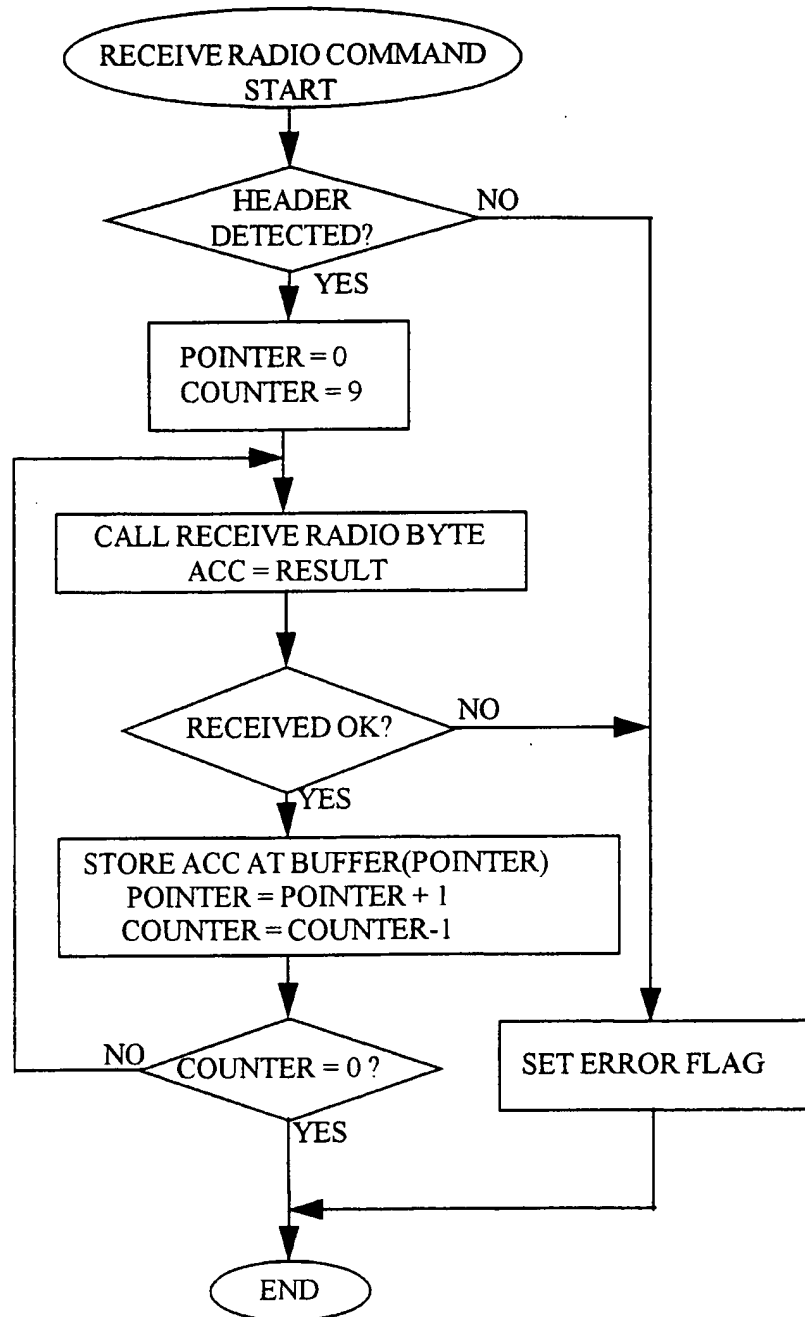 RECEIVE RADIO COMMAND
START
HEADER
DETECTED?
NO
YES
POINTER = 0
COUNTER = 9
CALL RECEIVE RADIO BYTE
ACC = RESULT
RECEIVED OK?
NO
YES
STORE ACC AT BUFFER(POINTER)
POINTER = POINTER + 1
COUNTER = COUNTER-1
NO
COUNTER = 0 ?
YES
SET ERROR FLAG
END